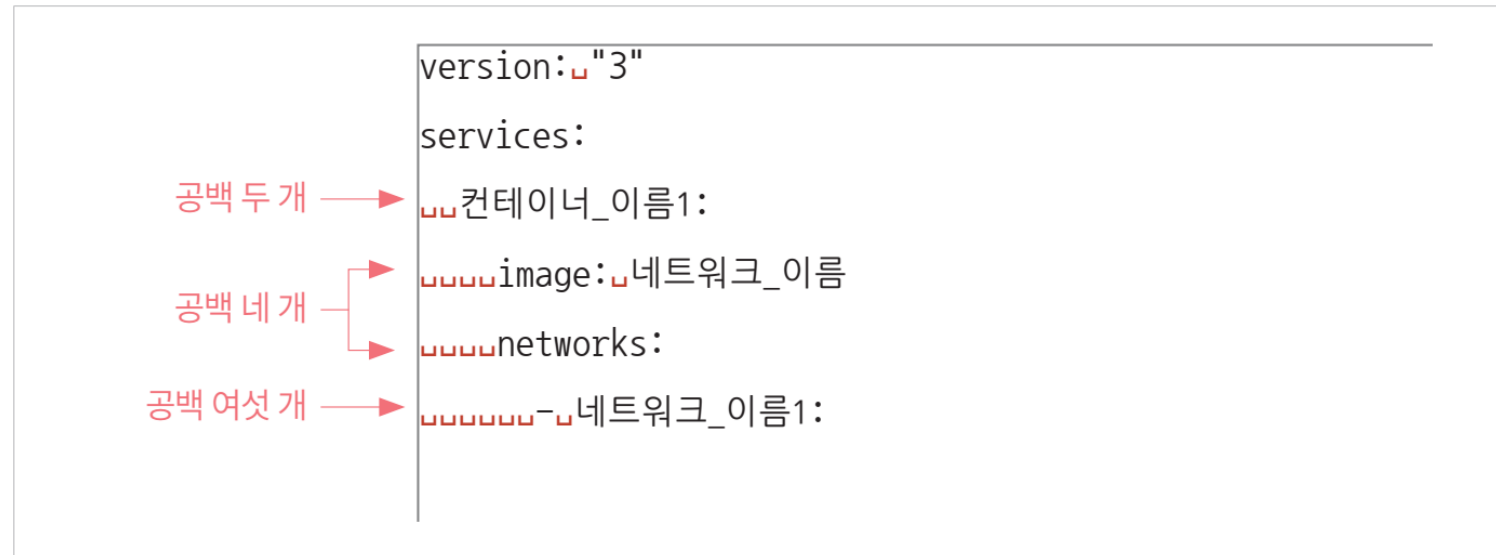 version:␣"3"
services:
공백 두 개
␣␣컨테이너_이름1:
공백 네 개
␣␣␣␣image:␣네트워크_이름
␣␣␣␣networks:
공백 여섯 개
␣␣␣␣␣␣-␣네트워크_이름1: